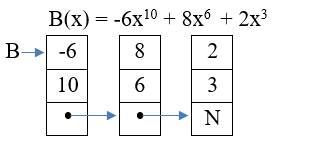 B(x) = -6x¹⁰ + 8x⁶ + 2x³
B -6 8 2
10 6 3
N